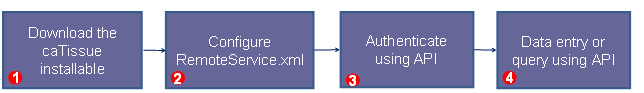 Download the
caTissue
installable
1
Configure
RemoteService.xml
2
Authenticate
using API
3
Data entry or
query using API
4